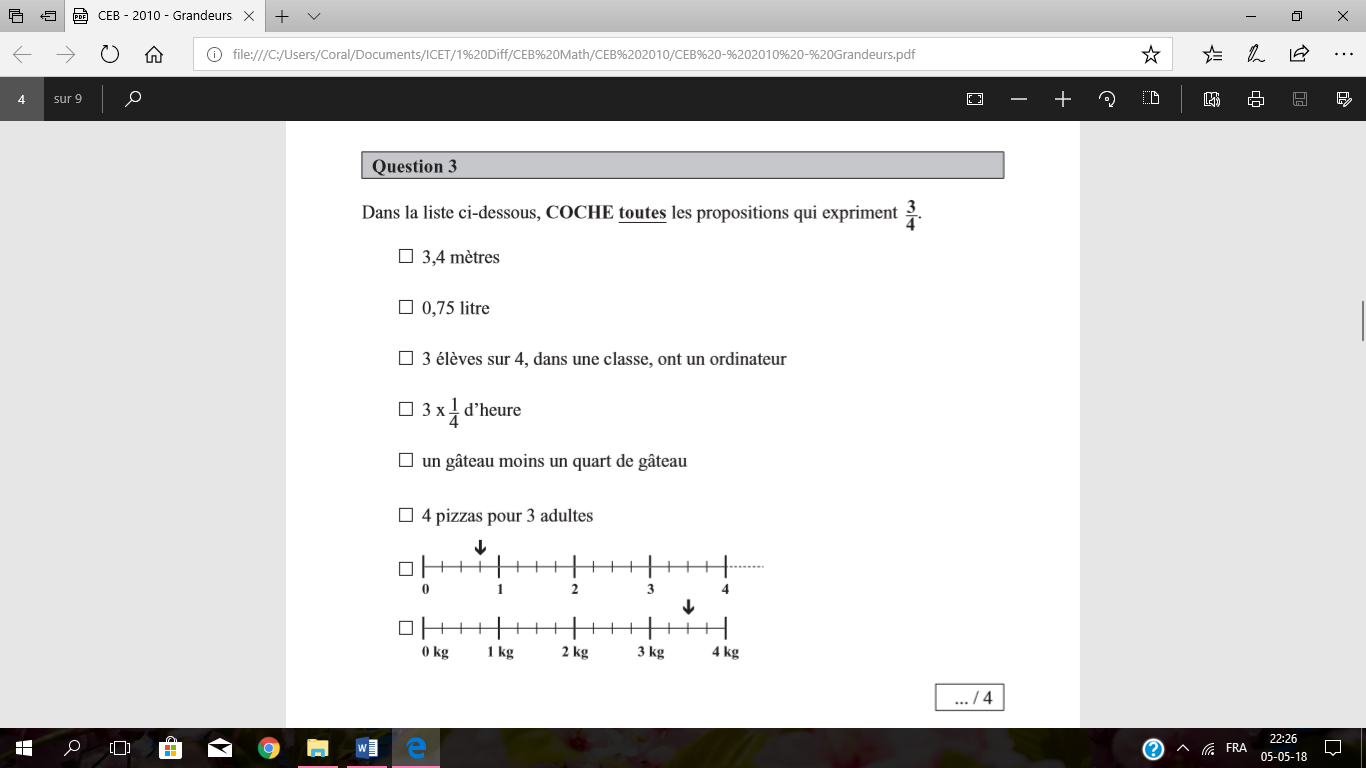 CEB - 2010 - Grandeurs
file:///C:/Users/Coral/Documents/ICET/1%20Diff/CEB%20Math/CEB%202010/CEB%20-%202010%20-%20Grandeurs.pdf
4 sur 9
Question 3
Dans la liste ci-dessous, COCHE toutes les propositions qui expriment 3/4.
3,4 mètres
0,75 litre
3 élèves sur 4, dans une classe, ont un ordinateur
3 x 1/4 d’heure
un gâteau moins un quart de gâteau
4 pizzas pour 3 adultes
0 1 2 3 4
0 kg 1 kg 2 kg 3 kg 4 kg
... / 4
FRA
22:26
05-05-18